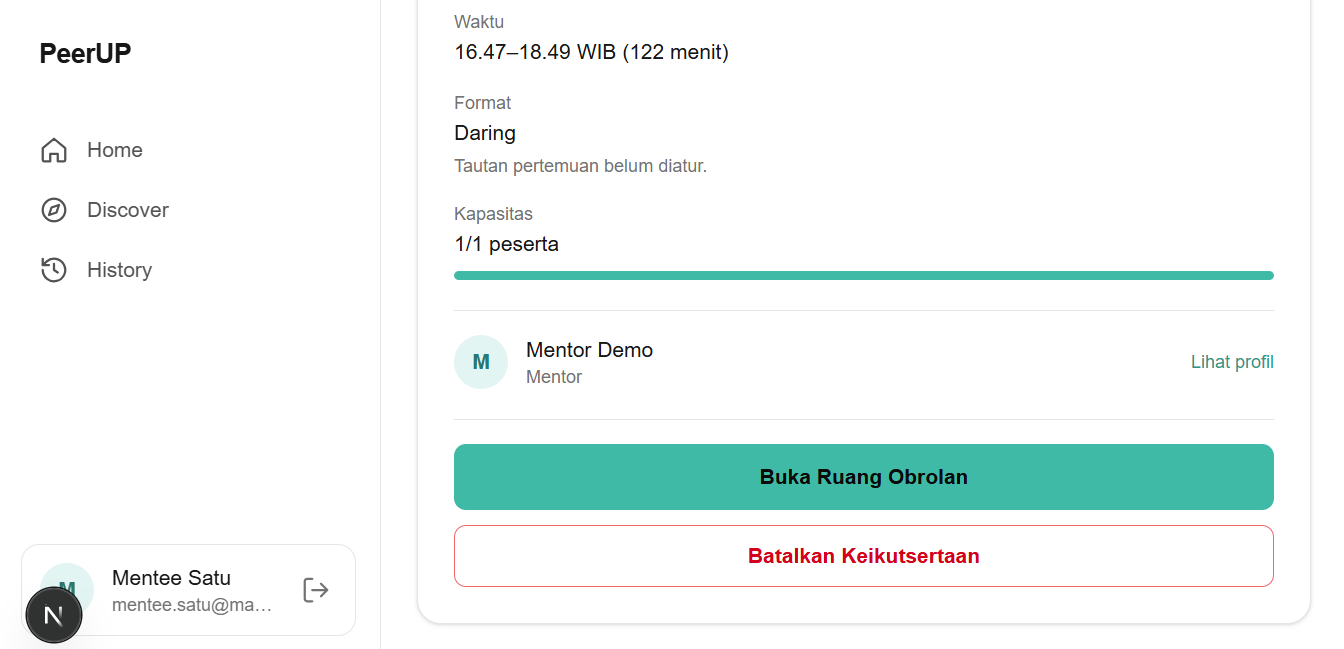 PeerUP
Home
Discover
History
Waktu
16.47–18.49 WIB (122 menit)
Format
Daring
Tautan pertemuan belum diatur.
Kapasitas
1/1 peserta
M
Mentor Demo
Mentor
Lihat profil
Buka Ruang Obrolan
Batalkan Keikutsertaan
M
Mentee Satu
mentee.satu@ma...
N